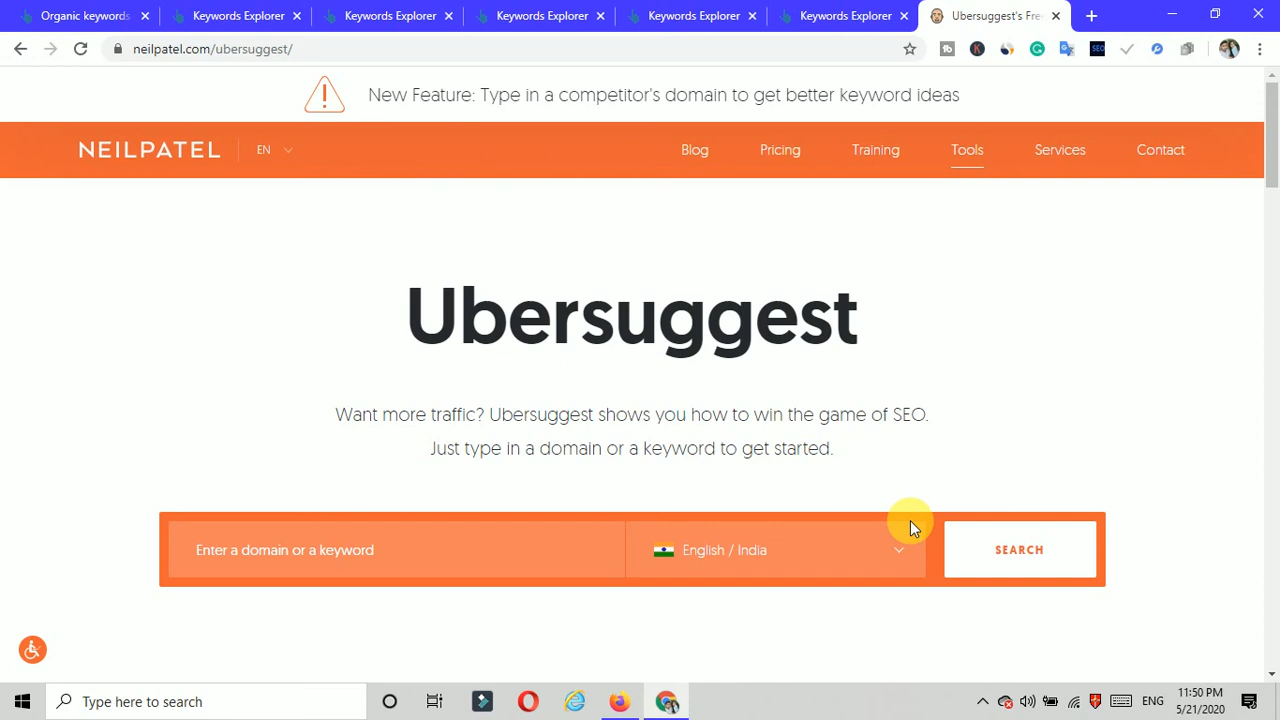 Organic keywords
Keywords Explorer
Keywords Explorer
Keywords Explorer
Keywords Explorer
Keywords Explorer
Ubersuggest's Fre
neilpatel.com/ubersuggest/
SEO
New Feature: Type in a competitor's domain to get better keyword ideas
NEILPATEL
EN
Blog
Pricing
Training
Tools
Services
Contact
Ubersuggest
Want more traffic? Ubersuggest shows you how to win the game of SEO.
Just type in a domain or a keyword to get started.
Enter a domain or a keyword
English / India
SEARCH
Type here to search
ENG
11:50 PM
5/21/2020